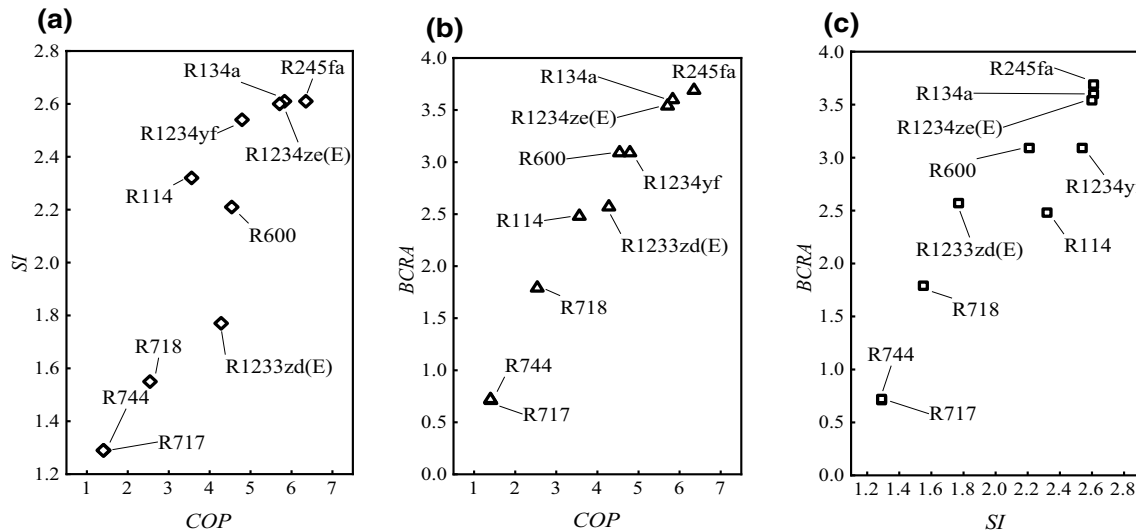 (a)
2.8
2.6
2.4
2.2
2.0
1.8
1.6
1.4
1.2
SI
R134a
R245fa
R1234yf
R1234ze(E)
R114
R600
R718
R1233zd(E)
R744
R717
1 2 3 4 5 6 7
COP
(b)
4.0
3.5
3.0
2.5
2.0
1.5
1.0
0.5
0.0
BCRA
R245fa
R134a
R1234ze(E)
R600
R1234yf
R114
R1233zd(E)
R718
R744
R717
1 2 3 4 5 6 7
COP
(c)
4.0
3.5
3.0
2.5
2.0
1.5
1.0
0.5
0.0
BCRA
R245fa
R134a
R1234ze(E)
R600
R1234y
R1233zd(E)
R114
R718
R744
R717
1.2 1.4 1.6 1.8 2.0 2.2 2.4 2.6 2.8
SI